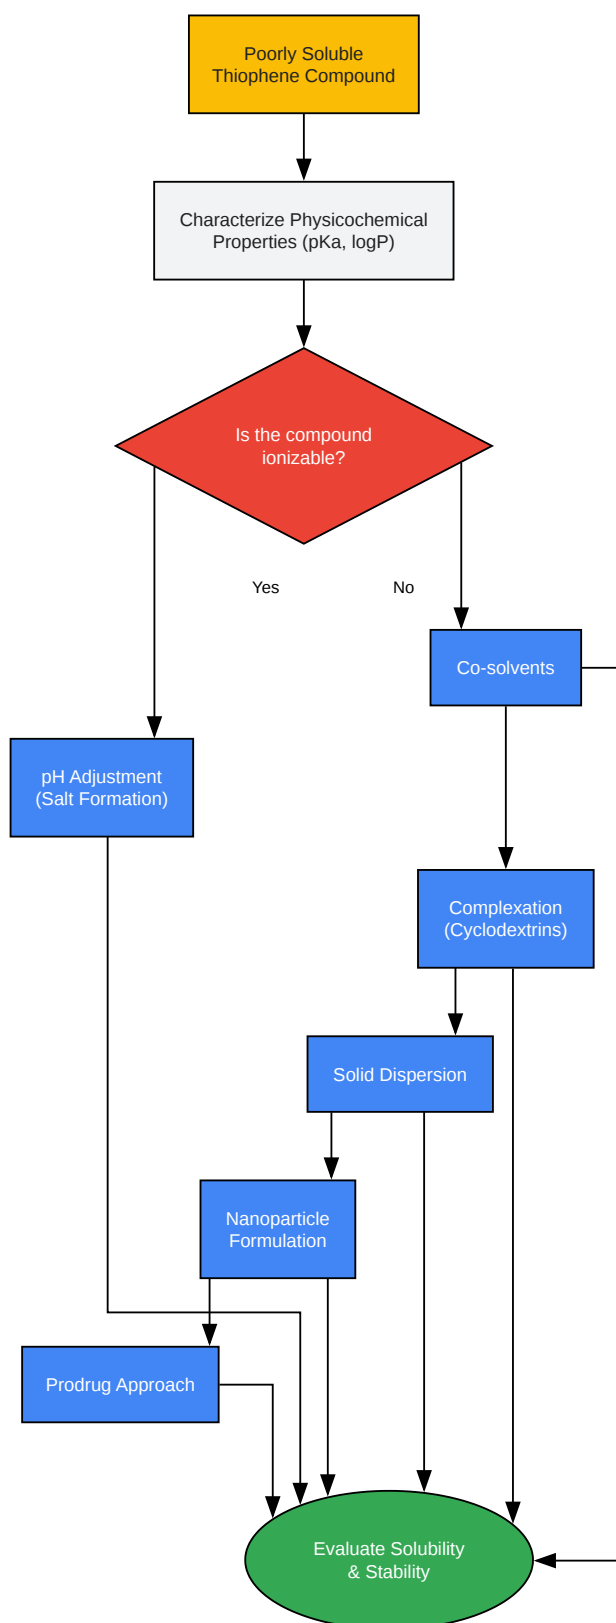 Poorly Soluble
Thiophene Compound
Characterize Physicochemical
Properties (pKa, logP)
Is the compound
ionizable?
Yes
No
Co-solvents
pH Adjustment
(Salt Formation)
Complexation
(Cyclodextrins)
Solid Dispersion
Nanoparticle
Formulation
Prodrug Approach
Evaluate Solubility
& Stability